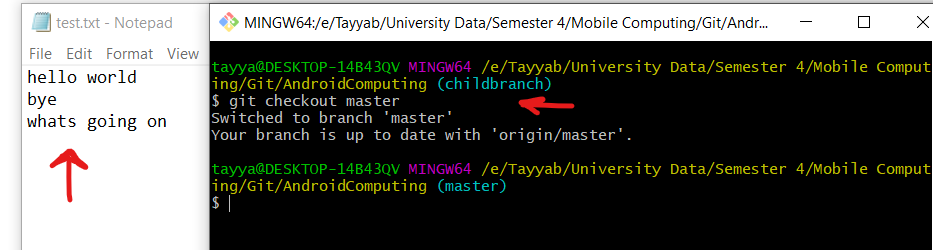 test.txt - Notepad
File Edit Format View
hello world
bye
whats going on
MINGW64:/e/Tayyab/University Data/Semester 4/Mobile Computing/Git/Andr...
tayya@DESKTOP-14B43QV MINGW64 /e/Tayyab/University Data/Semester 4/Mobile Comput
ing/Git/AndroidComputing (childbranch)
$ git checkout master
Switched to branch 'master'
Your branch is up to date with 'origin/master'.
tayya@DESKTOP-14B43QV MINGW64 /e/Tayyab/University Data/Semester 4/Mobile Comput
ing/Git/AndroidComputing (master)
$